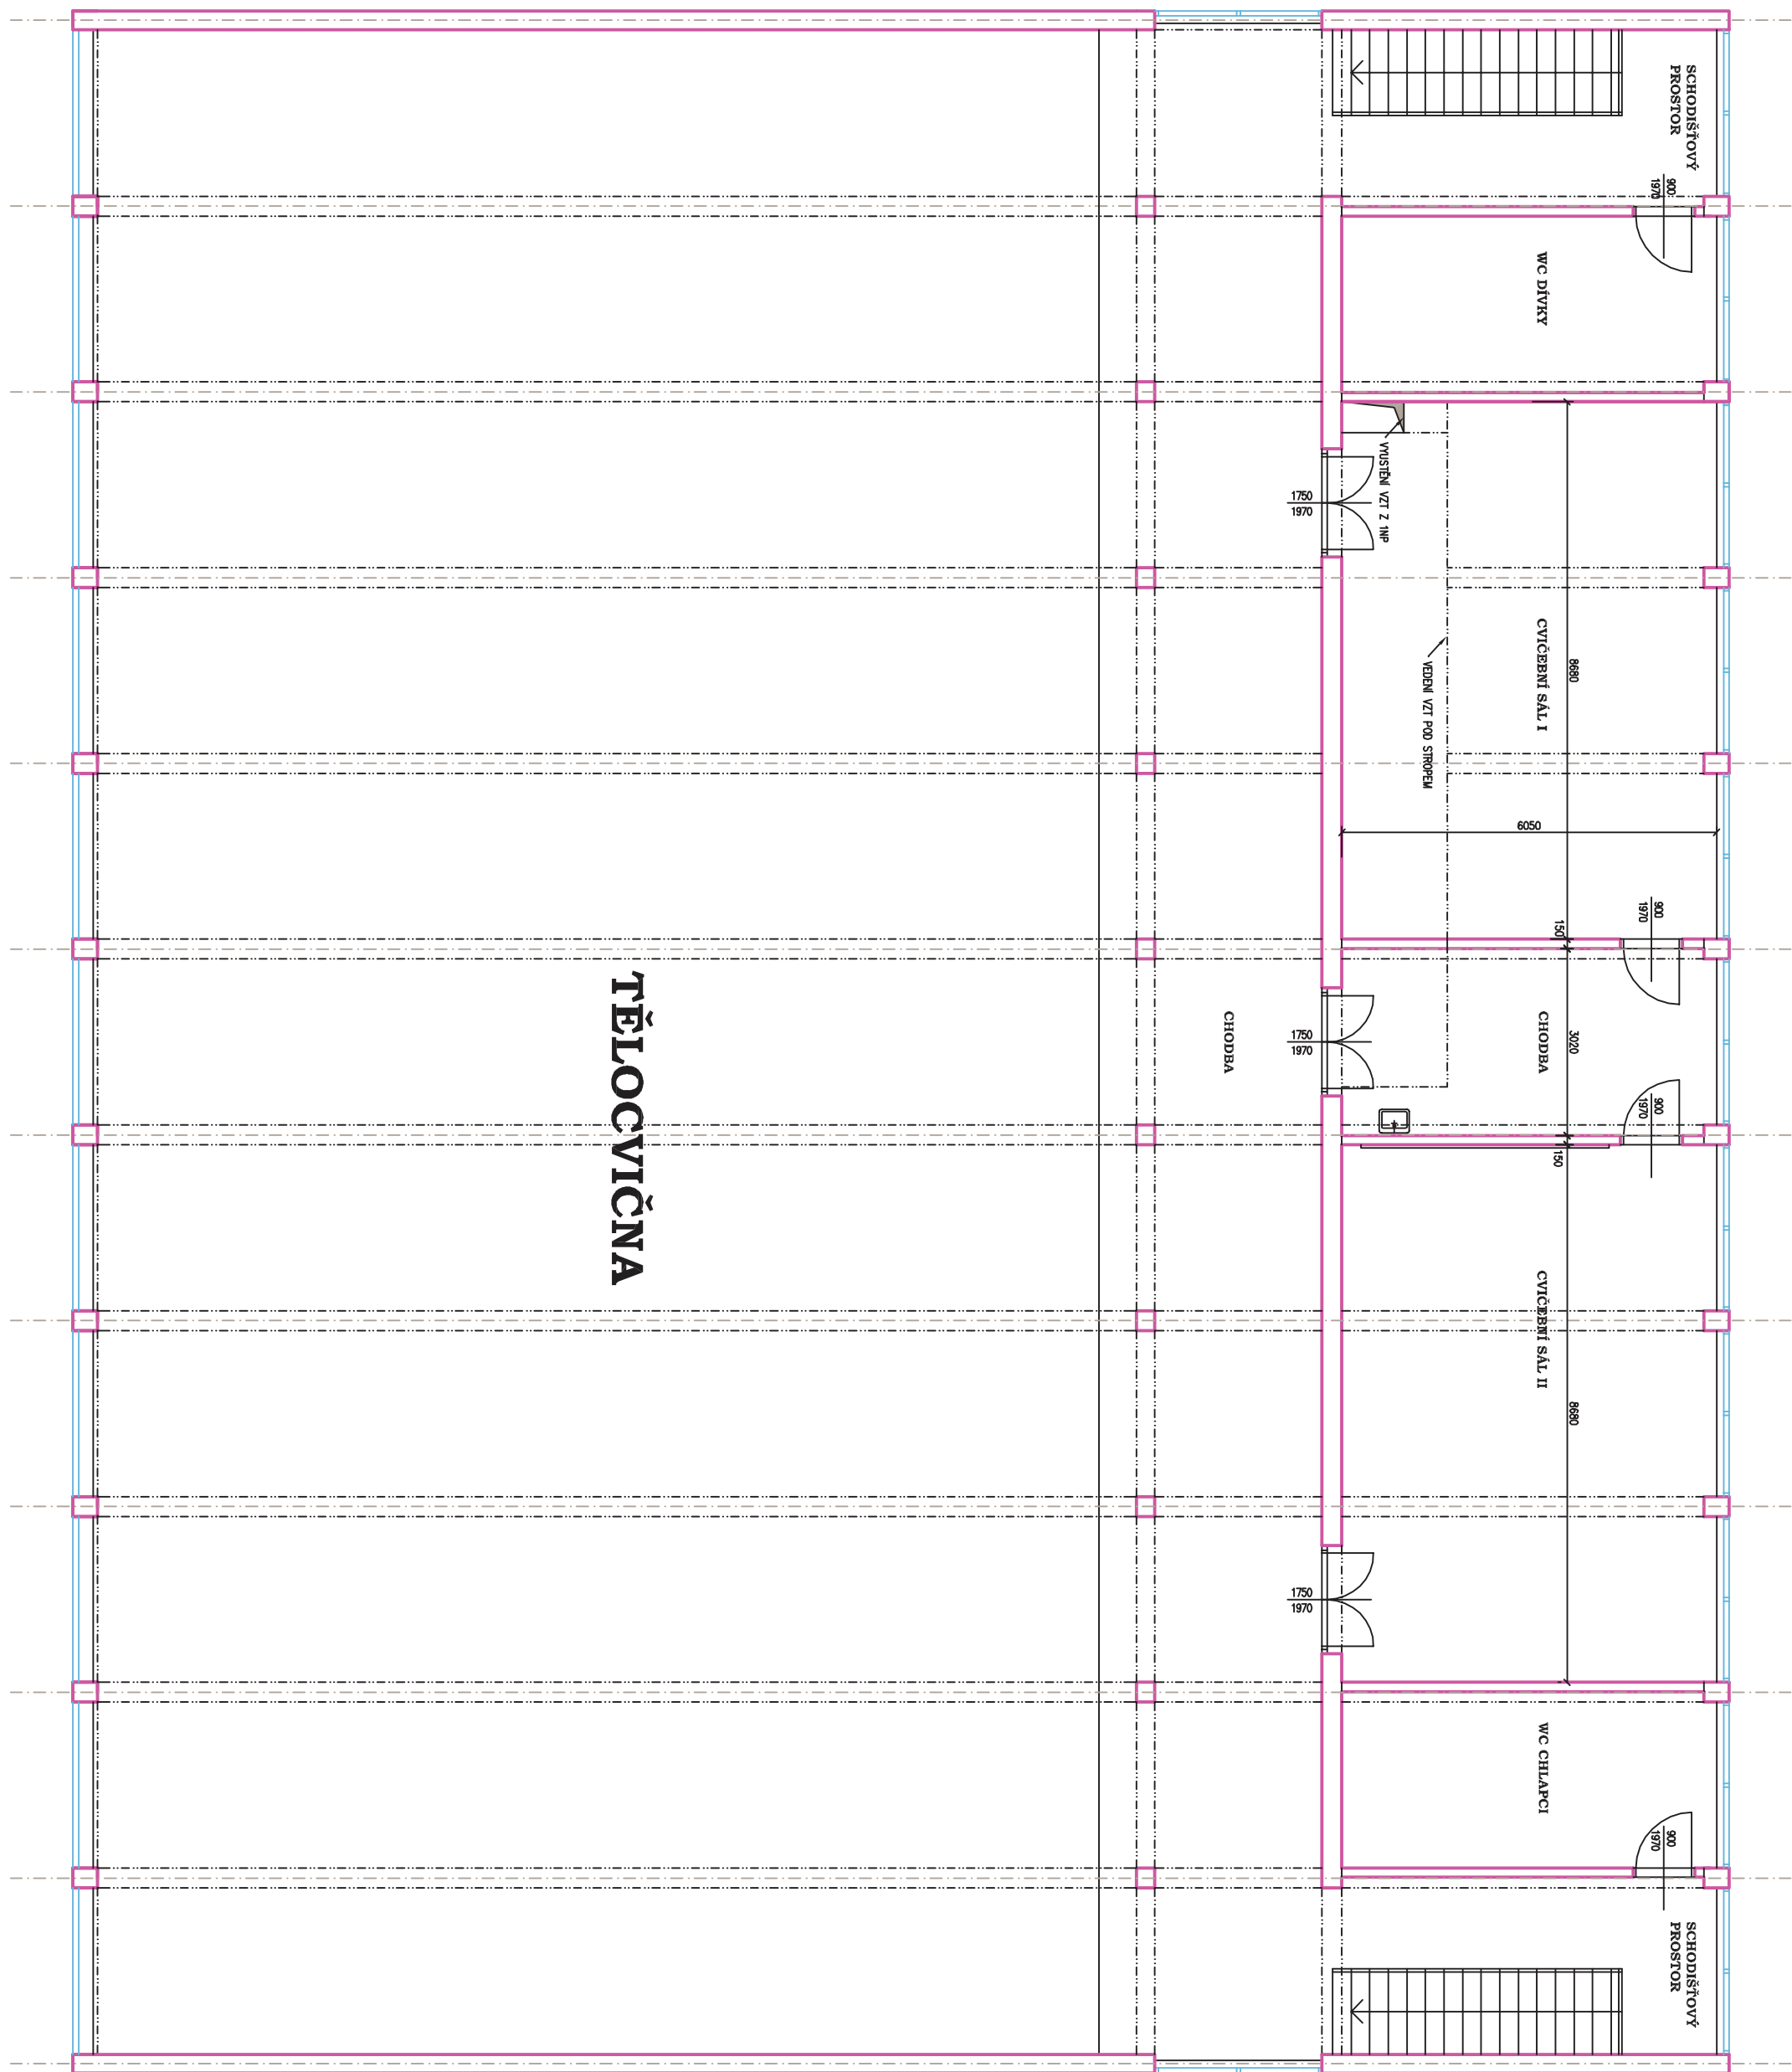 SCHODIŠŤOVÝ
PROSTOR
900
1970
WC DÍVKY
VYUSTĚNÍ VZT Z 1NP
1750
1970
CVIČEBNÍ SÁL I
8680
VEDENÍ VZT POD STROPEM
6050
900
1970
150
CHODBA
3020
1750
1970
CHODBA
900
1970
150
TĚLOCVIČNA
CVIČEBNÍ SÁL II
8680
1750
1970
WC CHLAPCI
900
1970
SCHODIŠŤOVÝ
PROSTOR